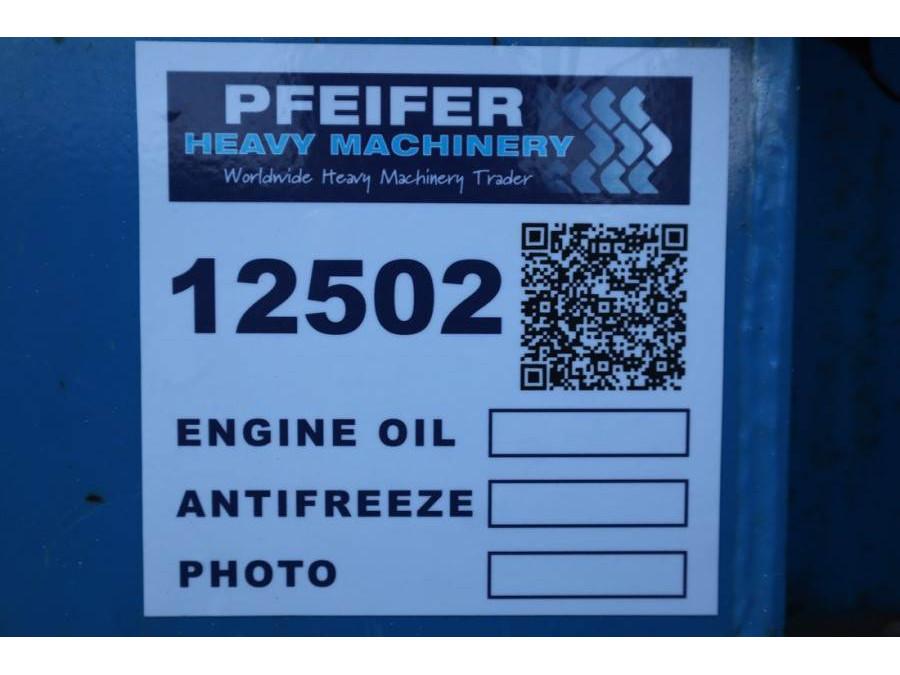 PFEIFER
HEAVY MACHINERY
Worldwide Heavy Machinery Trader
12502
ENGINE OIL
ANTIFREEZE
PHOTO